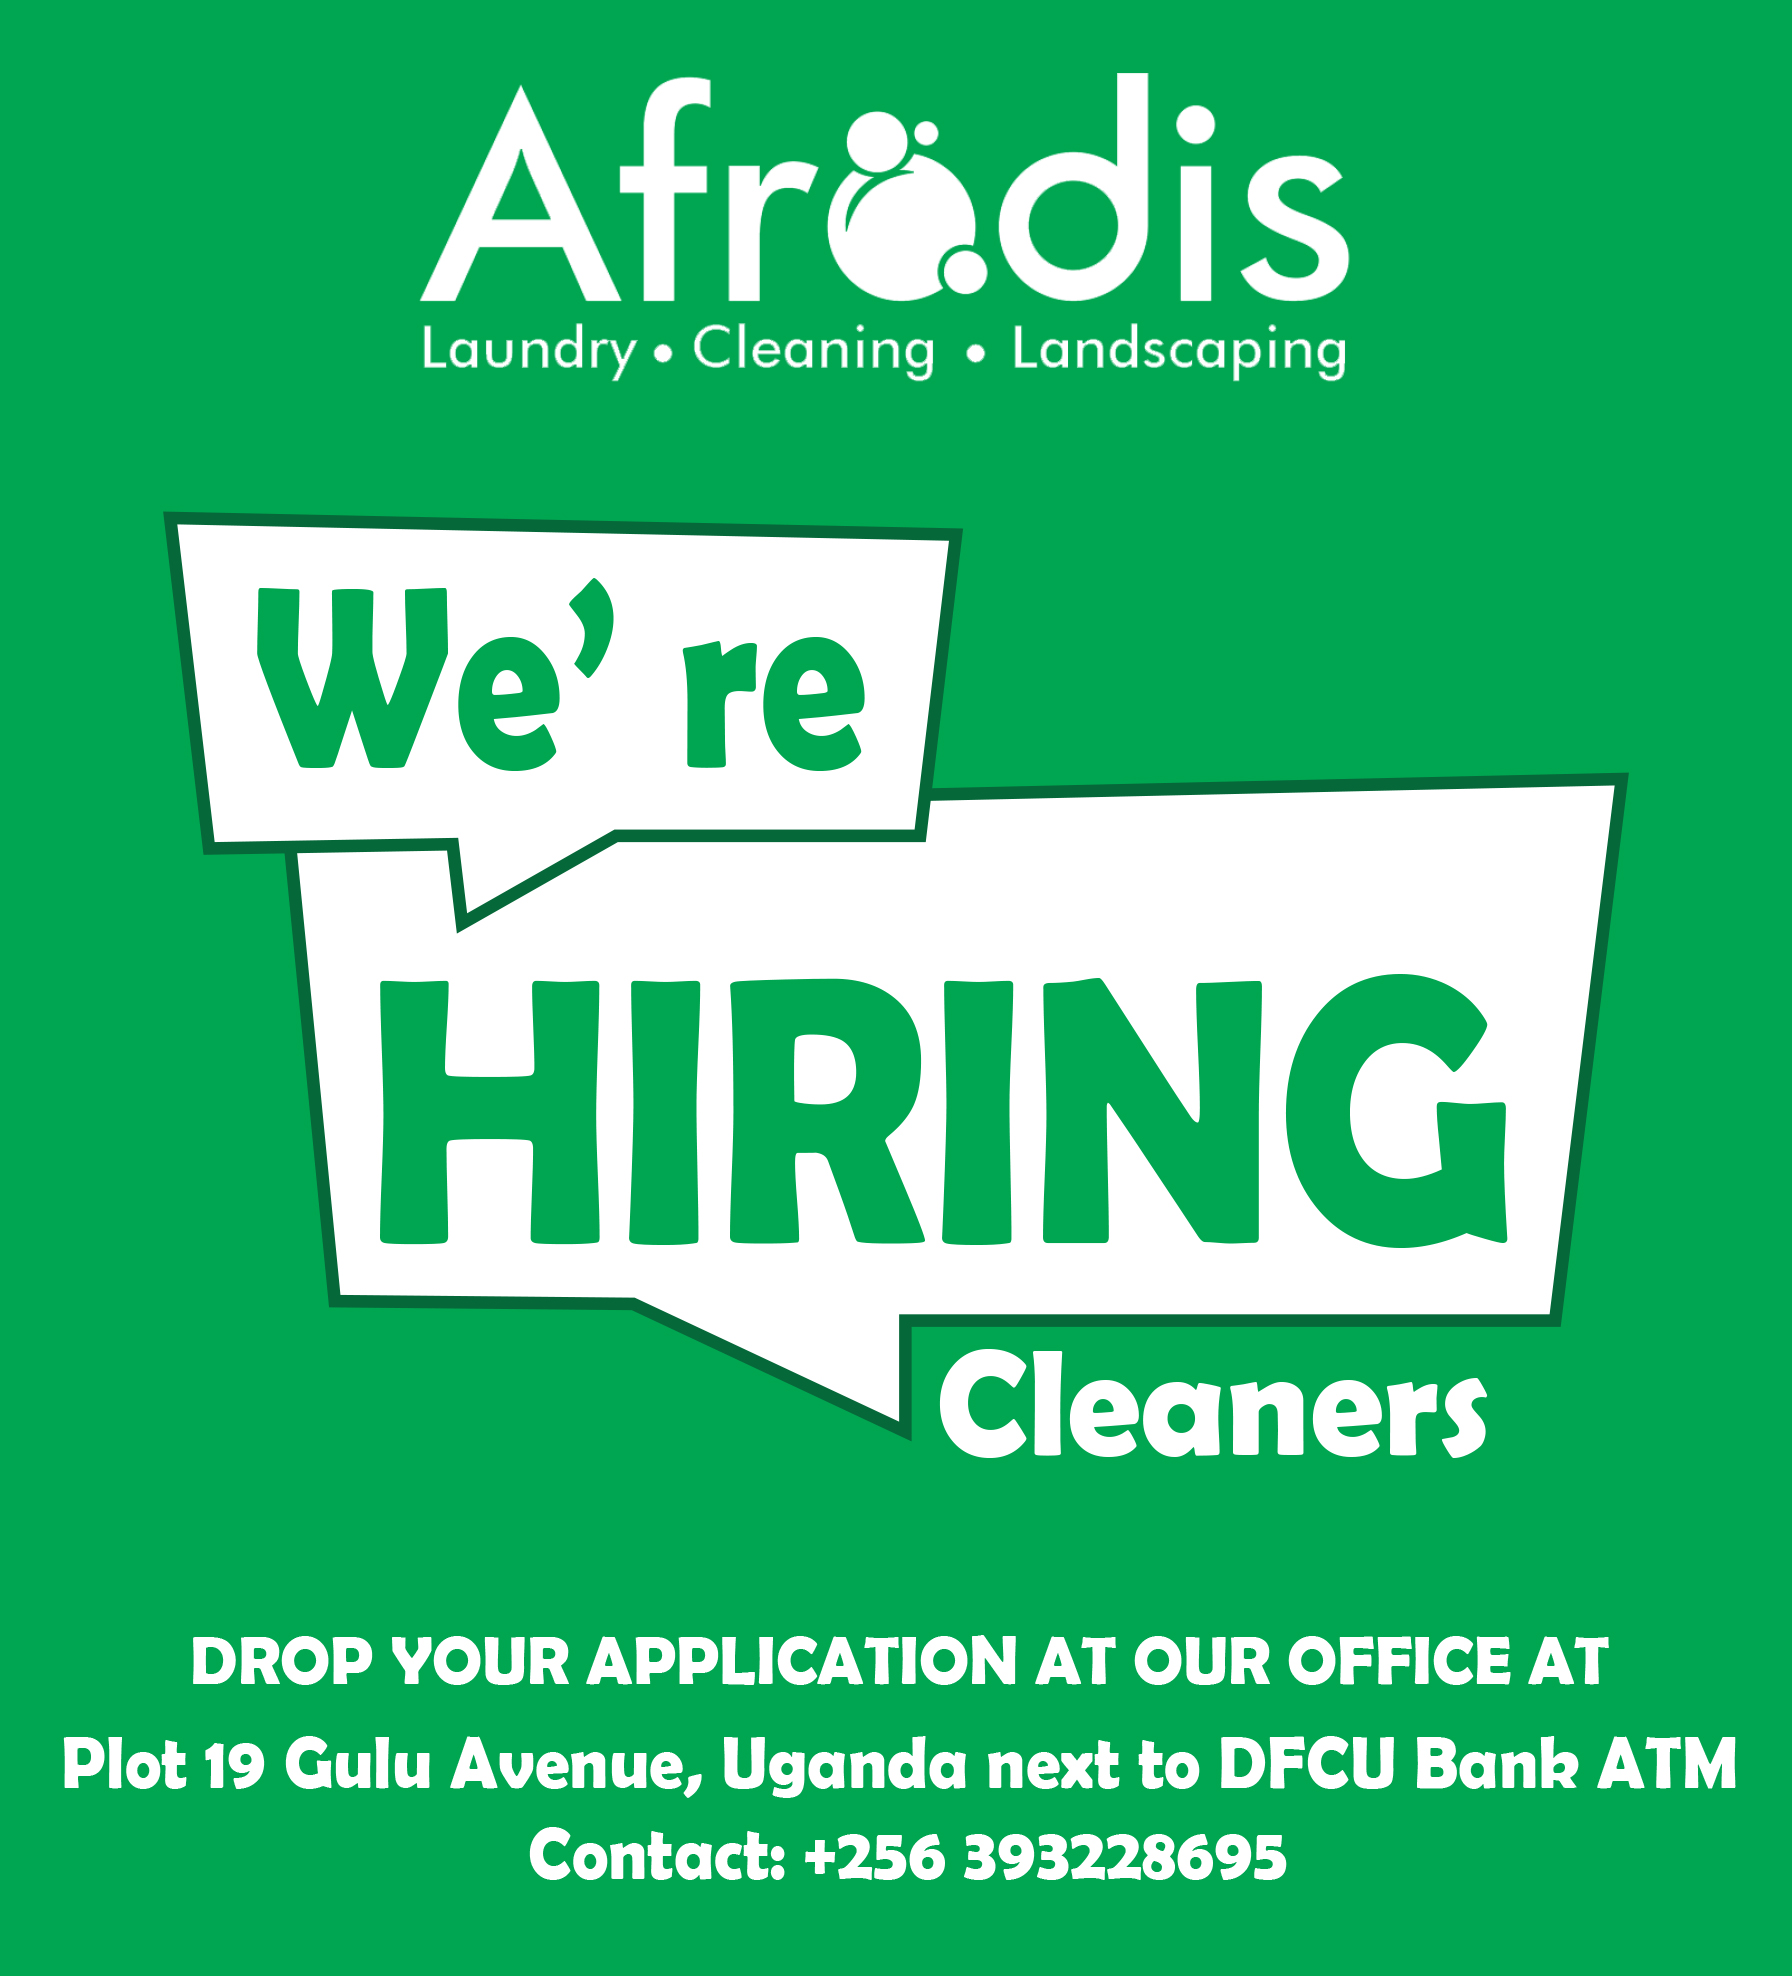 Afrodis
Laundry • Cleaning • Landscaping
We’ re
HIRING
Cleaners
DROP YOUR APPLICATION AT OUR OFFICE AT
Plot 19 Gulu Avenue, Uganda next to DFCU Bank ATM
Contact: +256 393228695